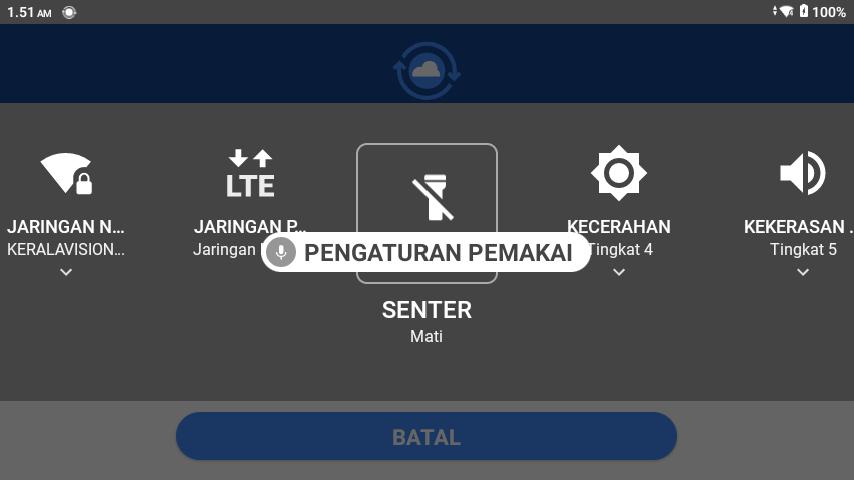 1.51 AM
100%
LTE
JARINGAN N...
JARINGAN P...
KECERAHAN
KEKERASAN .
KERALAVISION...
Jaringan
Tingkat 4
Tingkat 5
PENGATURAN PEMAKAI
SENTER
Mati
BATAL